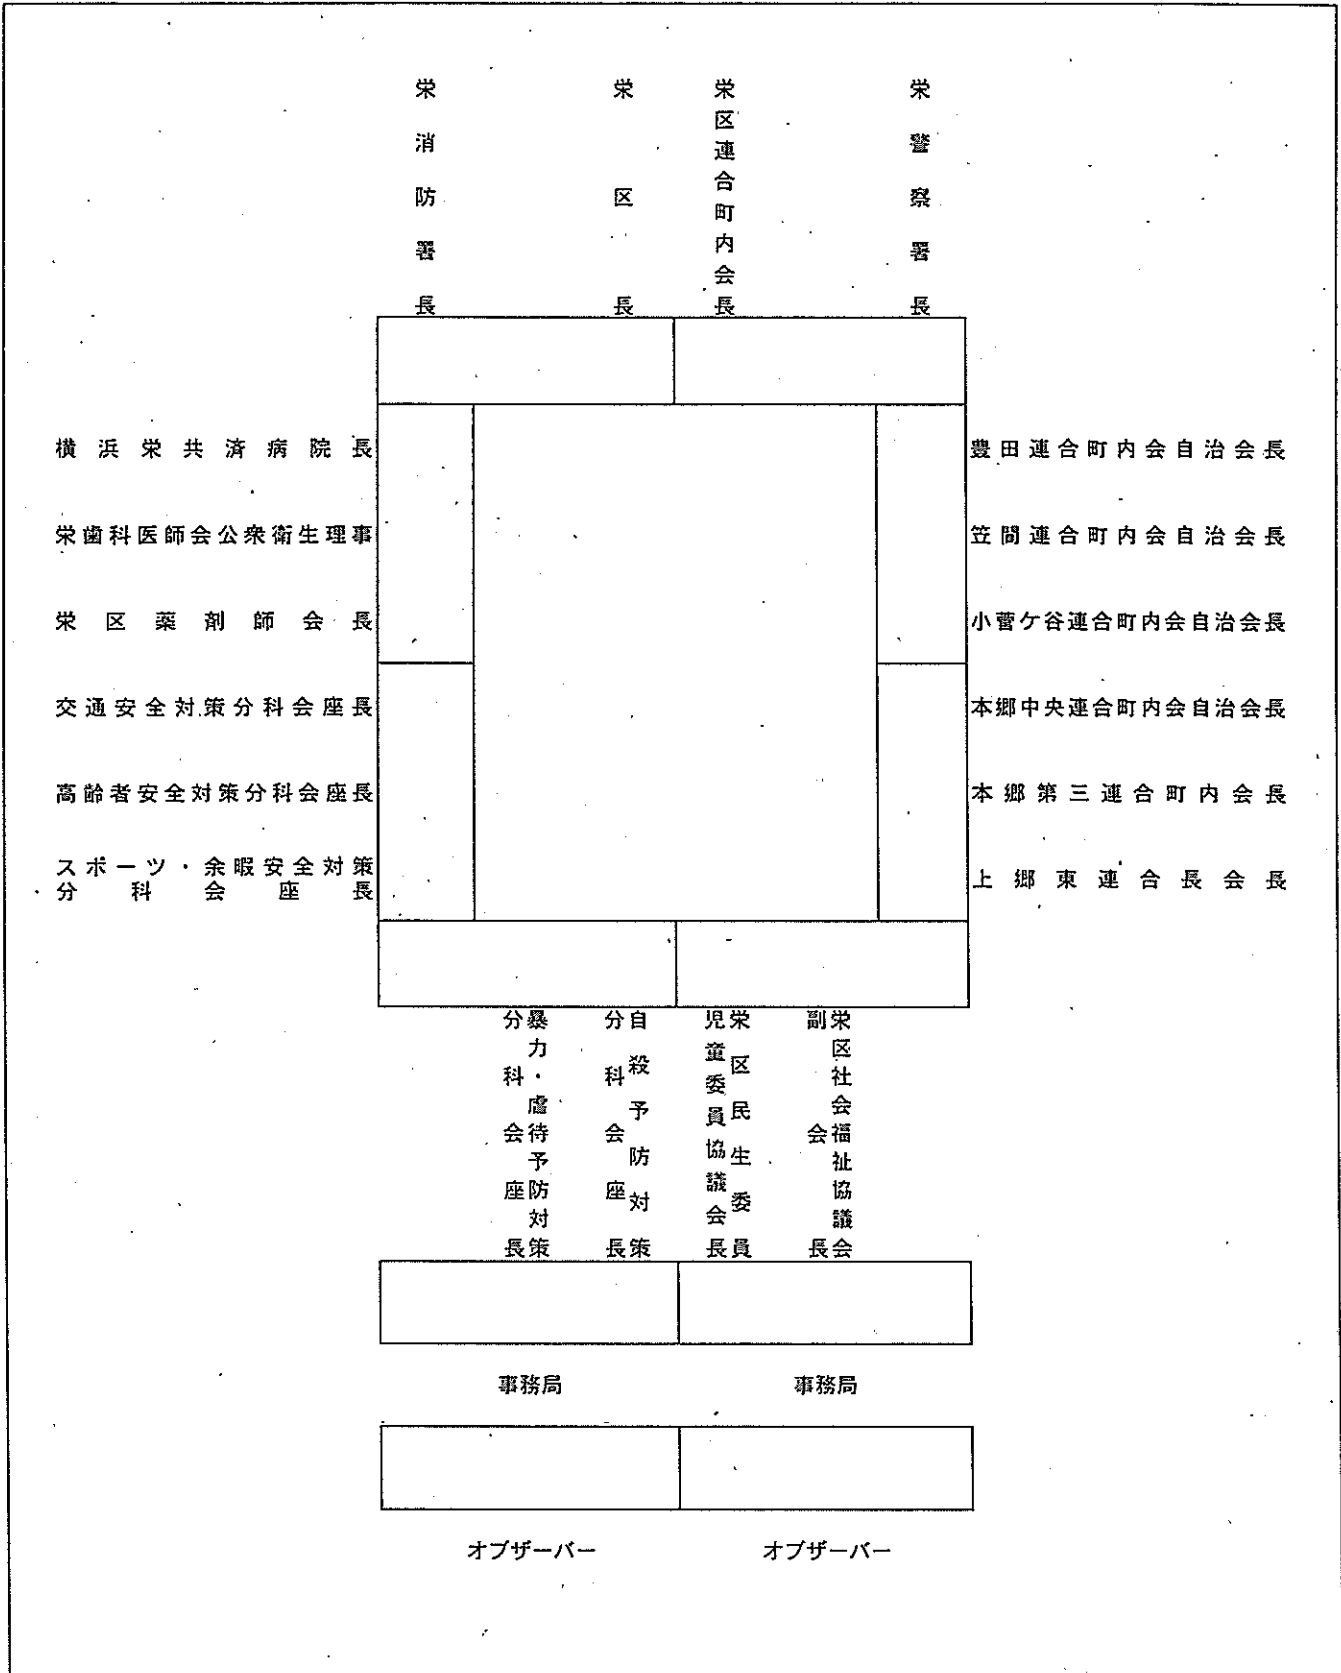 栄消防署長
栄区長
栄区連合町内会長
栄警察署長
横浜栄共済病院長
栄歯科医師会公衆衛生理事
栄区薬剤師会長
交通安全対策分科会座長
高齢者安全対策分科会座長
スポーツ・余暇安全対策
分科会座長
豊田連合町内会自治会長
笠間連合町内会自治会長
小菅ケ谷連合町内会自治会長
本郷中央連合町内会自治会長
本郷第三連合町内会長
上郷東連合長会長
暴力・虐待予防対策
分科会座長
自殺予防対策
分科会座長
栄区民生委員
児童委員協議会長
栄区社会福祉協議会
副会長
事務局
事務局
オブザーバー
オブザーバー